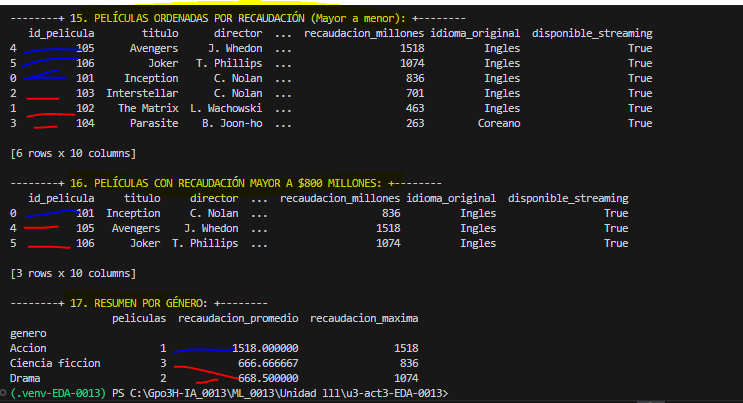 --------+ 15. PELÍCULAS ORDENADAS POR RECAUDACIÓN (Mayor a menor): +--------
id_pelicula titulo director ... recaudacion_millones idioma_original disponible_streaming
4 105 Avengers J. Whedon ... 1518 Ingles True
5 106 Joker T. Phillips ... 1074 Ingles True
0 101 Inception C. Nolan ... 836 Ingles True
2 103 Interstellar C. Nolan ... 701 Ingles True
1 102 The Matrix L. Wachowski ... 463 Ingles True
3 104 Parasite B. Joon-ho ... 263 Coreano True
[6 rows x 10 columns]
--------+ 16. PELÍCULAS CON RECAUDACIÓN MAYOR A $800 MILLONES: +--------
id_pelicula titulo director ... recaudacion_millones idioma_original disponible_streaming
0 101 Inception C. Nolan ... 836 Ingles True
4 105 Avengers J. Whedon ... 1518 Ingles True
5 106 Joker T. Phillips ... 1074 Ingles True
[3 rows x 10 columns]
--------+ 17. RESUMEN POR GÉNERO: +--------
peliculas recaudacion_promedio recaudacion_maxima
genero
Accion 1 1518.000000 1518
Ciencia ficcion 3 666.666667 836
Drama 2 668.500000 1074
(.venv-EDA-0013) PS C:\Gpo3H-IA_0013\ML_0013\Unidad lll\u3-act3-EDA-0013>